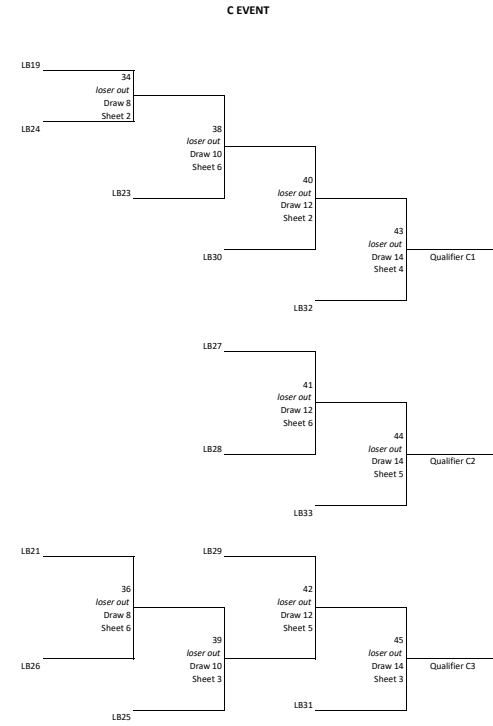 C EVENT
LB19
34
loser out
Draw 8
Sheet 2
LB24
38
loser out
Draw 10
Sheet 6
LB23
40
loser out
Draw 12
Sheet 2
LB30
43
loser out
Draw 14
Sheet 4
Qualifier C1
LB32
LB27
41
loser out
Draw 12
Sheet 6
LB28
44
loser out
Draw 14
Sheet 5
Qualifier C2
LB33
LB21
36
loser out
Draw 8
Sheet 6
LB26
LB29
42
loser out
Draw 12
Sheet 5
39
loser out
Draw 10
Sheet 3
LB25
45
loser out
Draw 14
Sheet 3
Qualifier C3
LB31